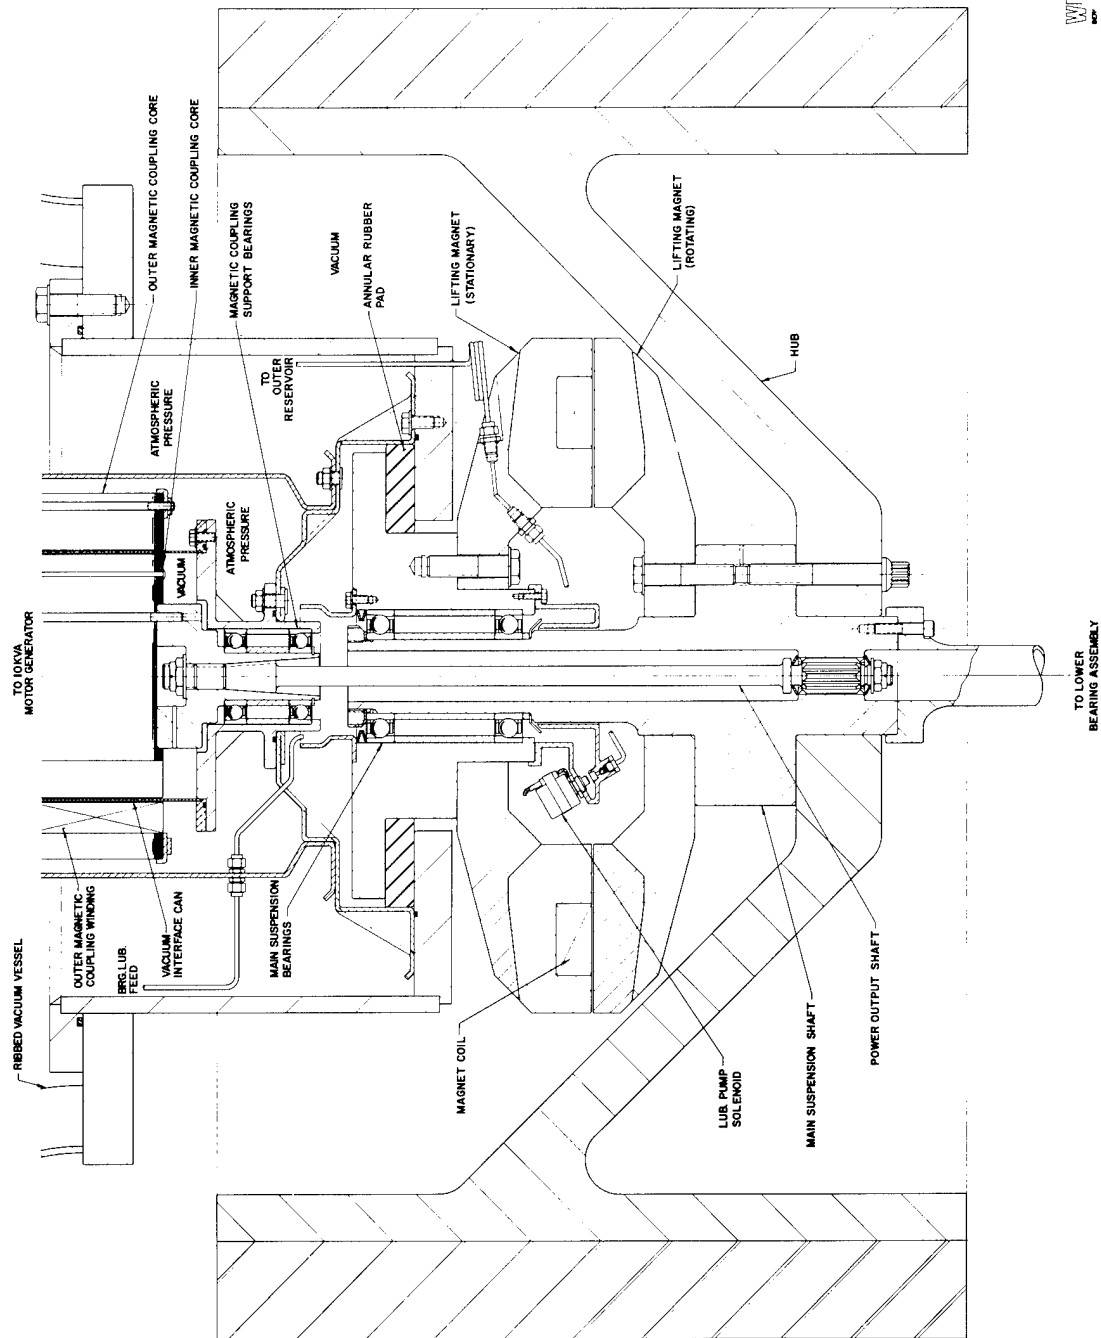 TO 10KVA
MOTOR GENERATOR
RIBBED VACUUM VESSEL
OUTER MAGNETIC
COUPLING WINDING
BRG. LUB.
FEED
VACUUM
INTERFACE CAN
MAIN SUSPENSION
BEARINGS
VACUUM
ATMOSPHERIC
PRESSURE
ATMOSPHERIC
PRESSURE
TO
OUTER
RESERVOIR
OUTER MAGNETIC COUPLING CORE
INNER MAGNETIC COUPLING CORE
MAGNETIC COUPLING
SUPPORT BEARINGS
VACUUM
ANNULAR RUBBER
PAD
LIFTING MAGNET
(STATIONARY)
LIFTING MAGNET
(ROTATING)
HUB
MAGNET COIL
LUB. PUMP
SOLENOID
MAIN SUSPENSION SHAFT
POWER OUTPUT SHAFT
TO LOWER
BEARING ASSEMBLY